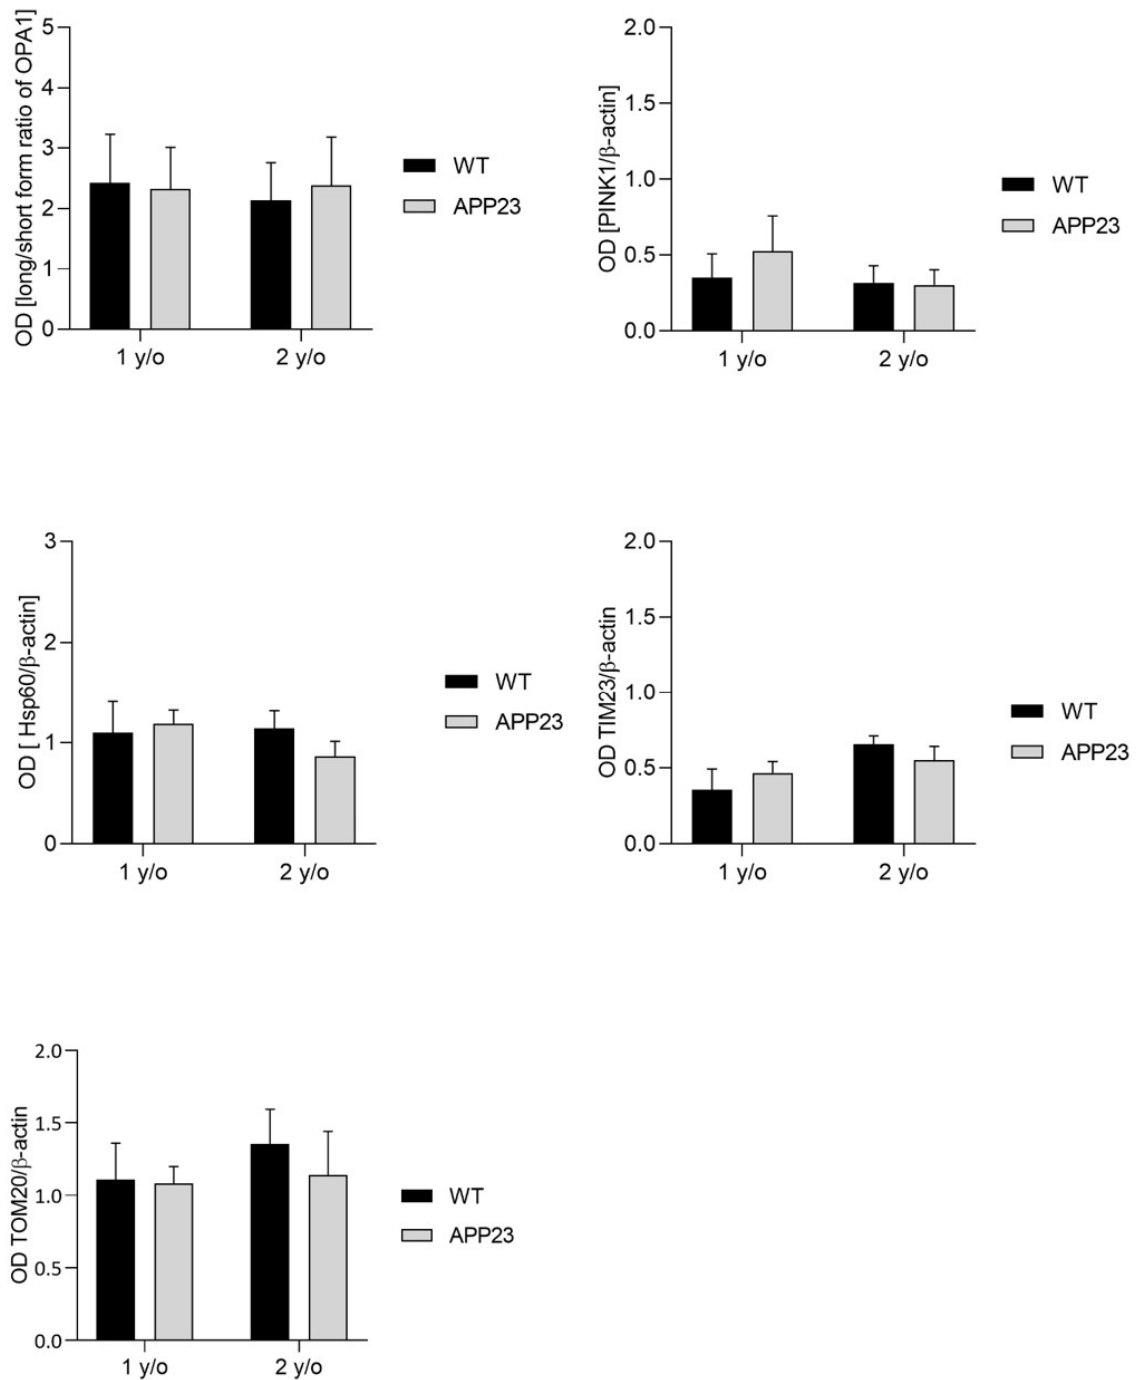 OD [long/short form ratio of OPA1]
5
4
3
2
1
0
1 y/o
2 y/o
WT
APP23
OD [PINK1/β-actin]
2.0
1.5
1.0
0.5
0.0
1 y/o
2 y/o
WT
APP23
OD [ Hsp60/β-actin]
3
2
1
0
1 y/o
2 y/o
WT
APP23
OD TIM23/β-actin
2.0
1.5
1.0
0.5
0.0
1 y/o
2 y/o
WT
APP23
OD TOM20/β-actin
2.0
1.5
1.0
0.5
0.0
1 y/o
2 y/o
WT
APP23